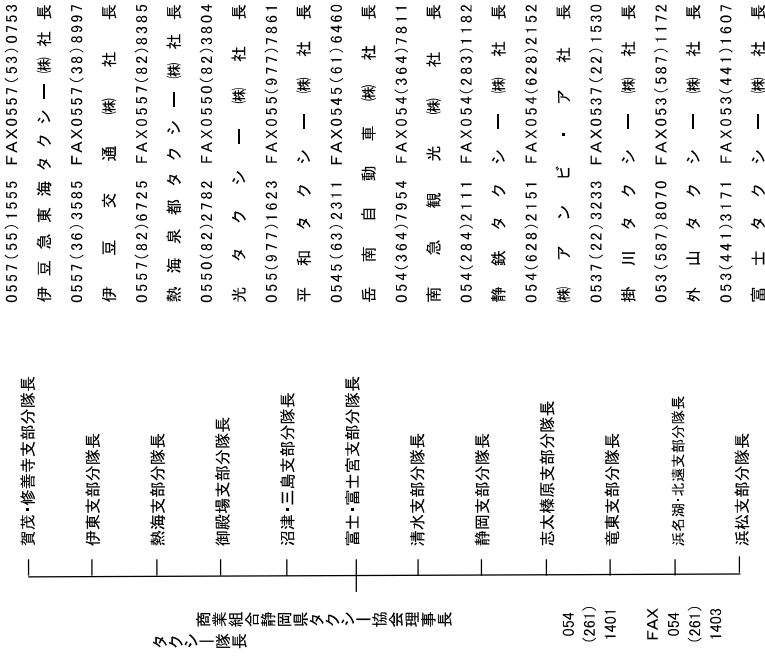 タクシー隊長
商業組合静岡県タクシー協会理事長
054
(261)
1401
FAX
054
(261)
1403
賀茂・修善寺支部分隊長
伊豆急東海タクシー㈱社長
0557(55)1555 FAX0557(53)0753
伊東支部分隊長
伊豆交通㈱社長
0557(36)3585 FAX0557(38)8997
熱海支部分隊長
熱海泉都タクシー㈱社長
0557(82)6725 FAX0557(82)8385
御殿場支部分隊長
光タクシー㈱社長
0550(82)2782 FAX0550(82)3804
沼津・三島支部分隊長
平和タクシー㈱社長
055(977)1623 FAX055(977)7861
富士・富士宮支部分隊長
岳南自動車㈱社長
0545(63)2311 FAX0545(61)6460
清水支部分隊長
南急観光㈱社長
054(364)7954 FAX054(364)7811
静岡支部分隊長
静鉄タクシー㈱社長
054(284)2111 FAX054(283)1182
志太榛原支部分隊長
㈱アンビ・ア社長
054(628)2151 FAX054(628)2152
竜東支部分隊長
掛川タクシー㈱社長
0537(22)3233 FAX0537(22)1530
浜名湖・北遠支部分隊長
外山タクシー㈱社長
053(587)8070 FAX053(587)1172
浜松支部分隊長
富士タクシー㈱社長
053(441)3171 FAX053(441)1607